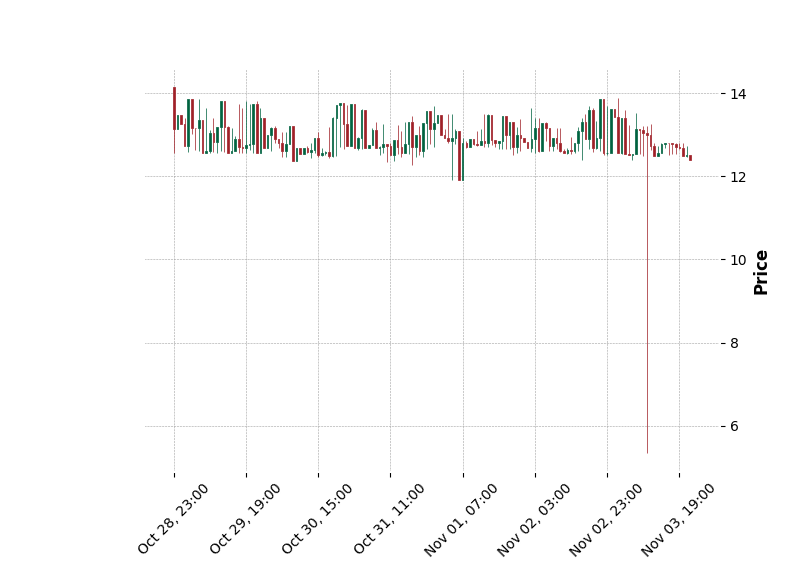 14
12
10
8
6
Price
Oct 28, 23:00
Oct 29, 19:00
Oct 30, 15:00
Oct 31, 11:00
Nov 01, 07:00
Nov 02, 03:00
Nov 02, 23:00
Nov 03, 19:00